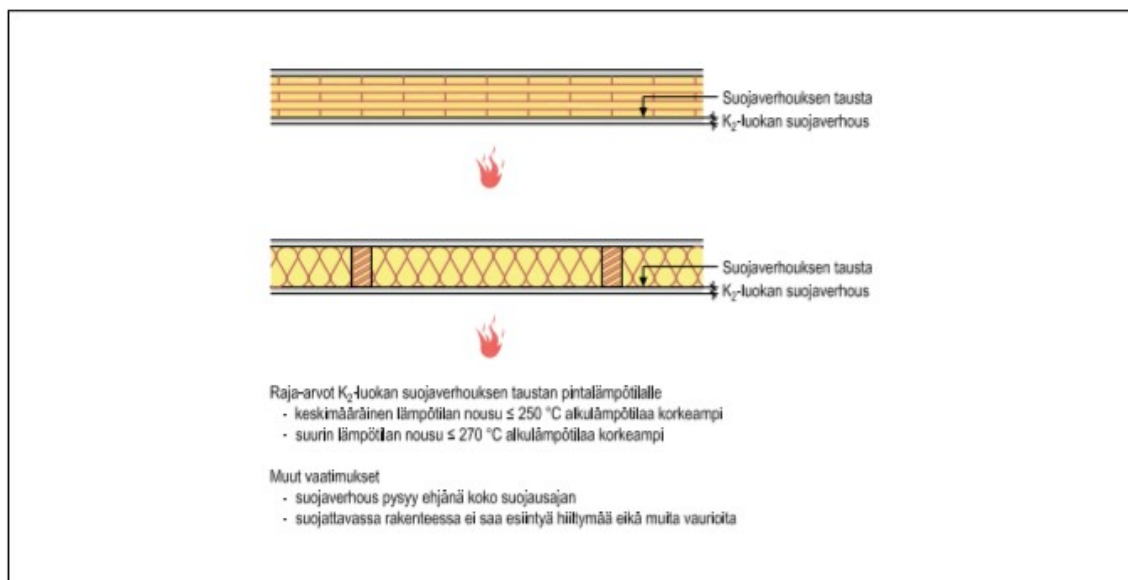 Suojaverhouksen tausta
K₂-luokan suojaverhous
Suojaverhouksen tausta
K₂-luokan suojaverhous
Raja-arvot K₂-luokan suojaverhouksen taustan pintalämpötilalle
- keskimääräinen lämpötilan nousu ≤ 250 °C alkulämpötilaa korkeampi
- suurin lämpötilan nousu ≤ 270 °C alkulämpötilaa korkeampi
Muut vaatimukset
- suojaverhous pysyy ehjänä koko suojausajan
- suojattavassa rakenteessa ei saa esiintyä hiiltymää eikä muita vaurioita